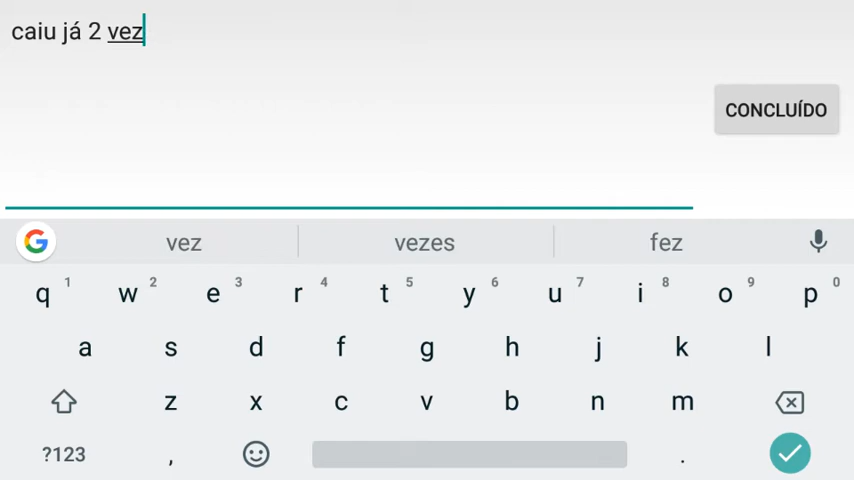 caiu já 2 vez
CONCLUÍDO
G vez vezes fez
q 1 w 2 e 3 r 4 t 5 y 6 u 7 i 8 o 9 p 0
a s d f g h j k l
z x c v b n m
?123 , .